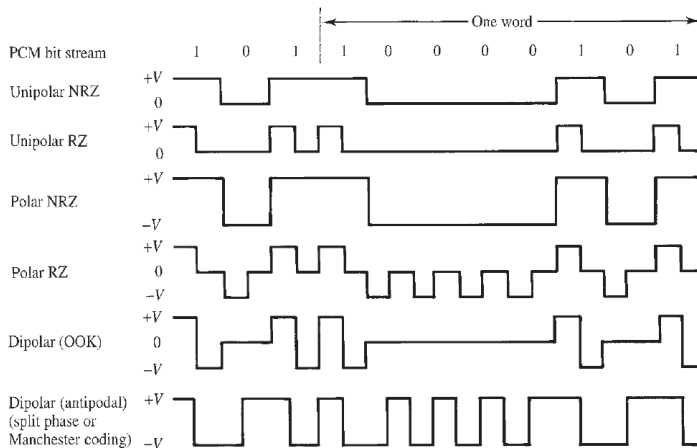 One word
PCM bit stream 1 0 1 1 0 0 0 0 1 0 1
+V
Unipolar NRZ
0
+V
Unipolar RZ
0
+V
Polar NRZ
−V
+V
Polar RZ 0
−V
+V
Dipolar (OOK) 0
−V
Dipolar (antipodal) +V
(split phase or
Manchester coding) −V